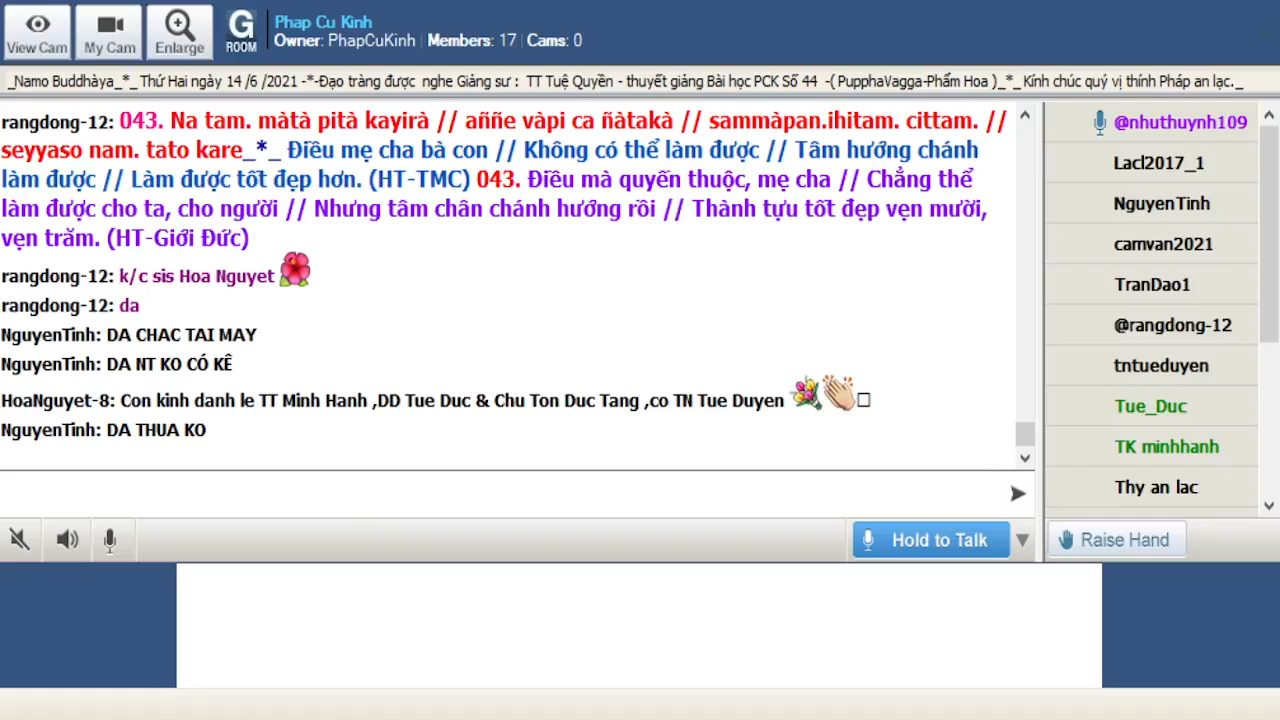 Phap Cu Kinh
View Cam My Cam Enlarge G ROOM Owner: PhapCuKinh | Members: 17 | Cams: 0
_Namo Buddhàya_*_ Thứ Hai ngày 14 /6 /2021 -*-Đạo tràng được nghe Giảng sư : TT Tuệ Quyền - thuyết giảng Bài học PCK Số 44 -( PupphaVagga-Phẩm Hoa )_*_ Kính chúc quý vị thính Pháp an lạc._
rangdong-12: 043. Na tam. màtà pità kayirà // aññe vàpi ca ñàtakà // sammàpan.ihitam. cittam. //
seyyaso nam. tato kare_*_ Điều mẹ cha bà con // Không có thể làm được // Tâm hướng chánh
làm được // Làm được tốt đẹp hơn. (HT-TMC) 043. Điều mà quyến thuộc, mẹ cha // Chẳng thể
làm được cho ta, cho người // Nhưng tâm chân chánh hướng rồi // Thành tựu tốt đẹp vẹn mười,
vẹn trăm. (HT-Giới Đức)
rangdong-12: k/c sis Hoa Nguyet
rangdong-12: da
NguyenTinh: DA CHAC TAI MAY
NguyenTinh: DA NT KO CÓ KÊ
HoaNguyet-8: Con kinh danh le TT Minh Hanh ,DD Tue Duc & Chu Ton Duc Tang ,co TN Tue Duyen
NguyenTinh: DA THUA KO
@nhuthuynh109
Lacl2017_1
NguyenTinh
camvan2021
TranDao1
@rangdong-12
tntueduyen
Tue_Duc
TK minhhanh
Thy an lac
Hold to Talk
Raise Hand